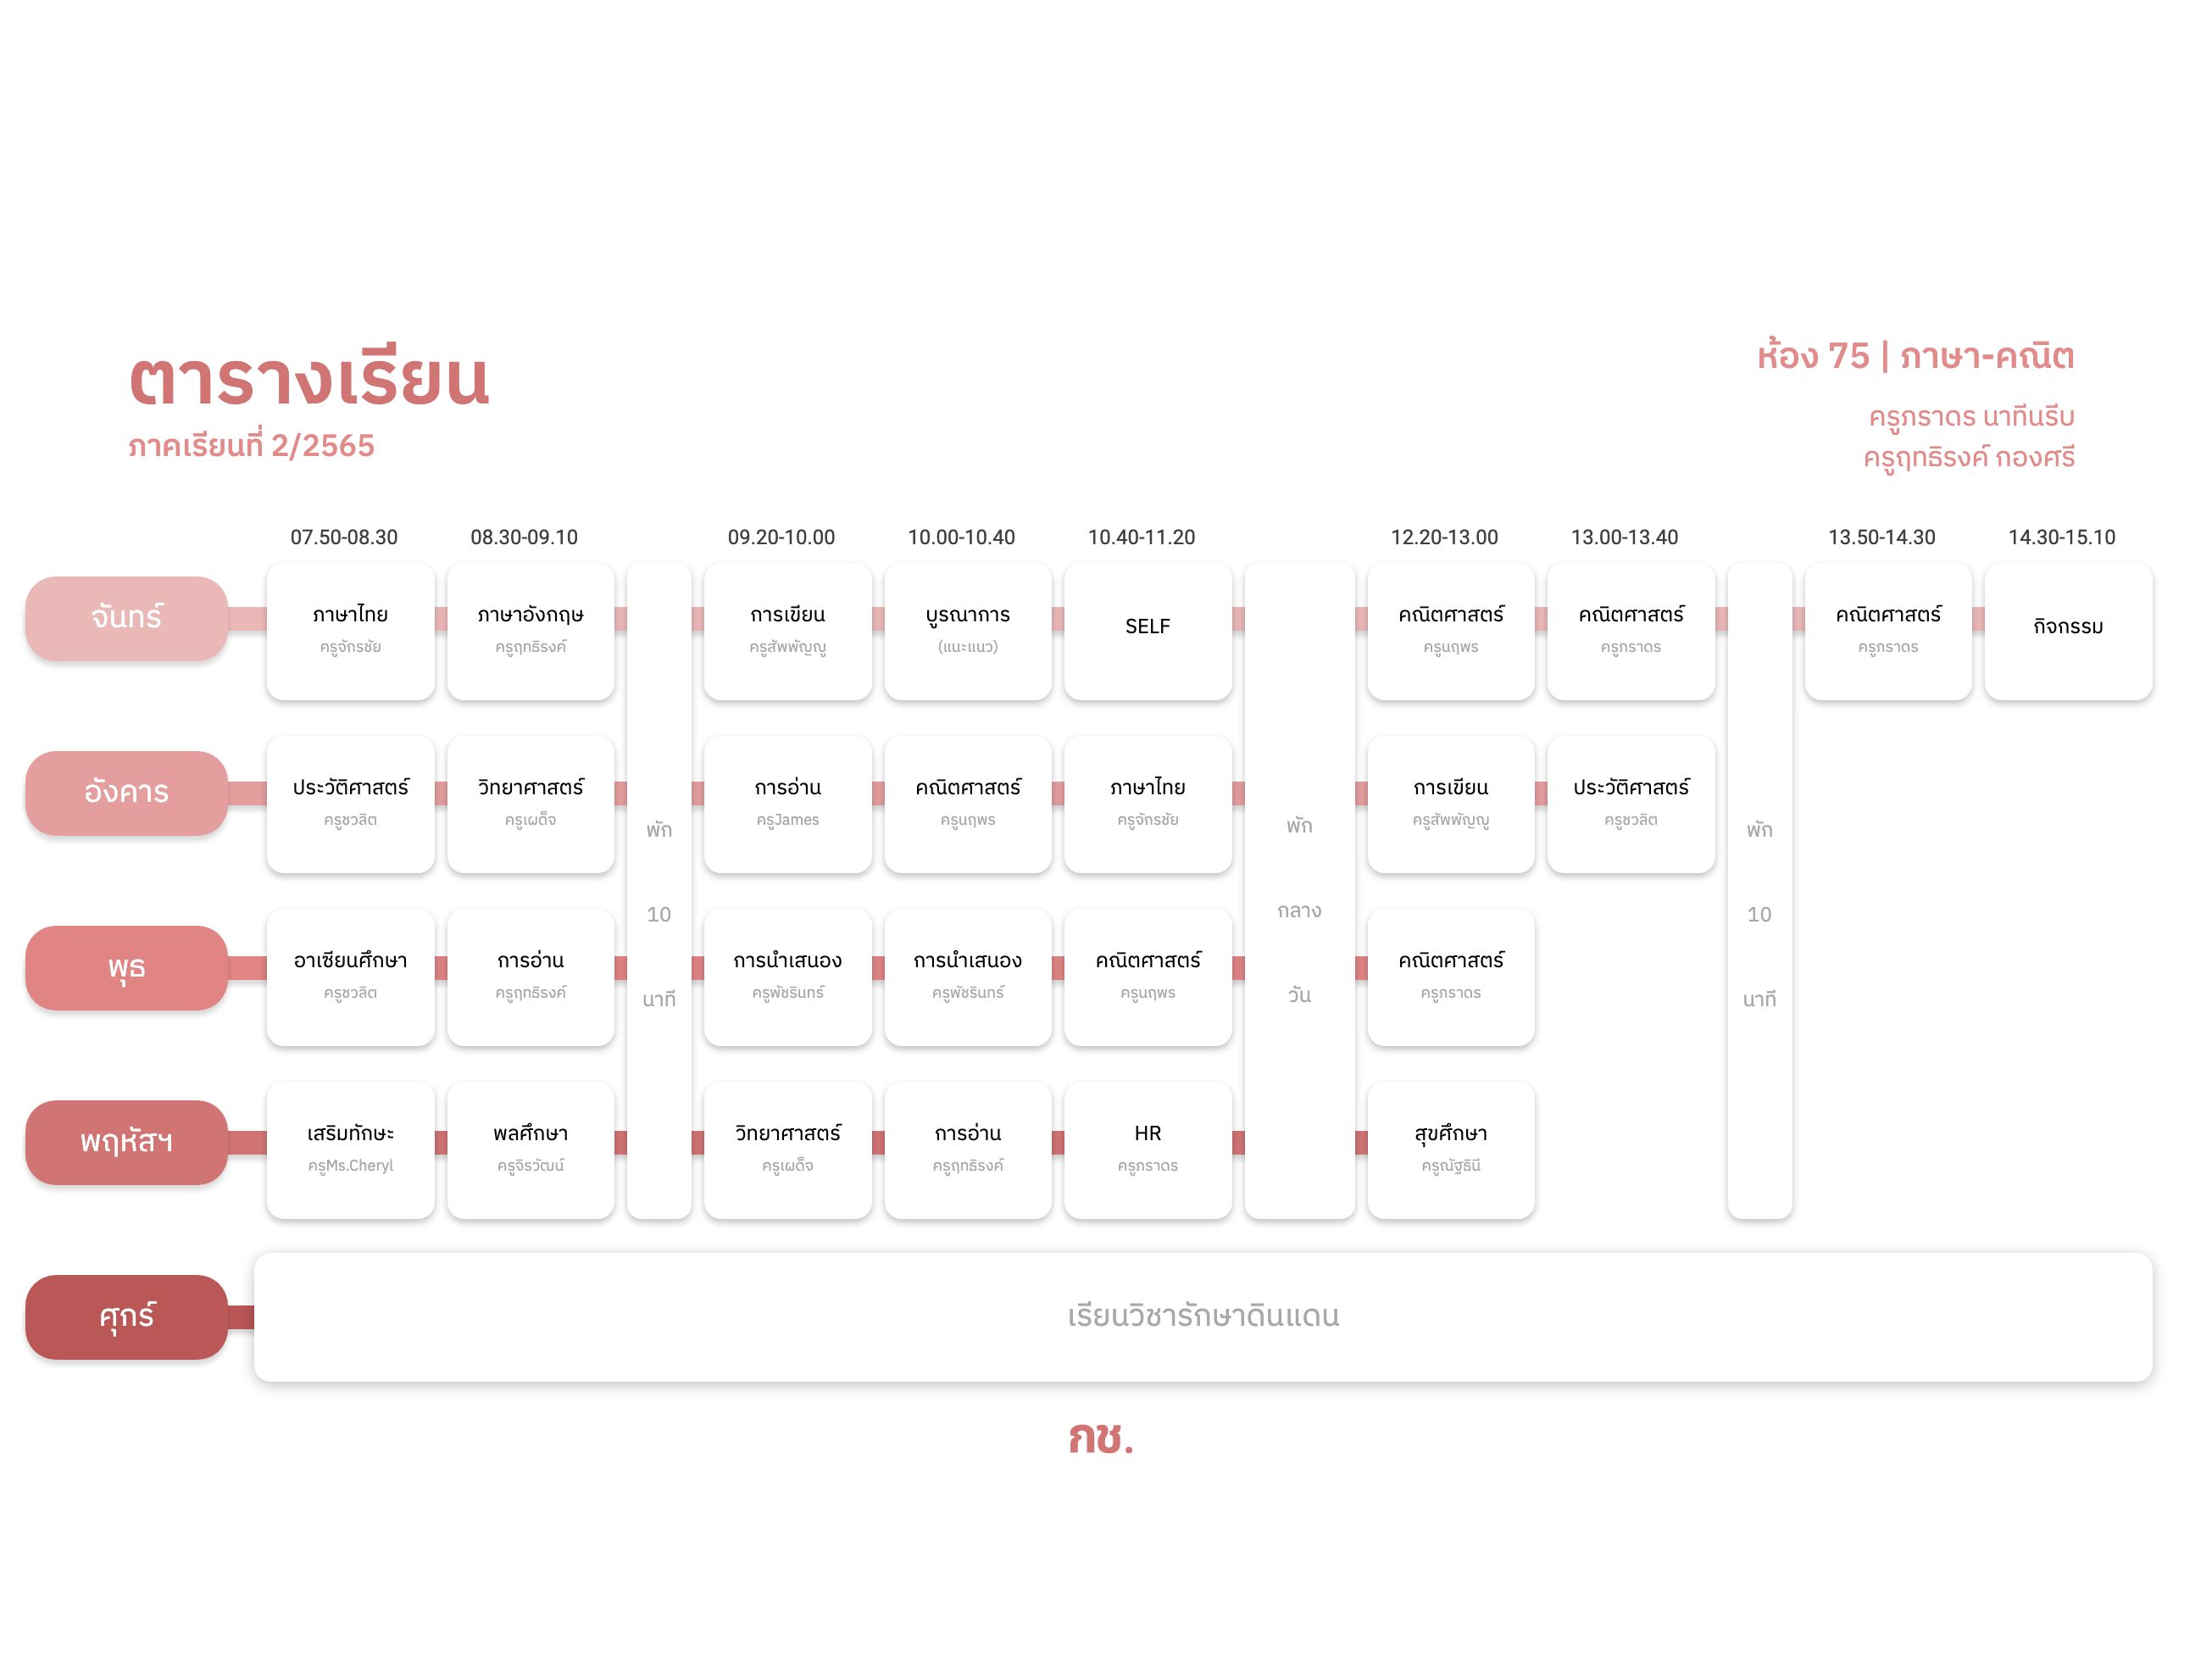 ตารางเรียน
ภาคเรียนที่ 2/2565
ห้อง 75 | ภาษา-คณิต
ครูภราดร นาทีนรีบ
ครูฤทธิรงค์ กองศรี
07.50-08.30 08.30-09.10 09.20-10.00 10.00-10.40 10.40-11.20 12.20-13.00 13.00-13.40 13.50-14.30 14.30-15.10
จันทร์
ภาษาไทย ภาษาอังกฤษ การเขียน บูรณาการ SELF คณิตศาสตร์ คณิตศาสตร์ คณิตศาสตร์ กิจกรรม
ครูจักรชัย ครูฤทธิรงค์ ครูสัพพัญญู (แนะแนว) ครูนฤพร ครูภราดร ครูภราดร
อังคาร
ประวัติศาสตร์ วิทยาศาสตร์ การอ่าน คณิตศาสตร์ ภาษาไทย การเขียน ประวัติศาสตร์
ครูชวลิต ครูเผด็จ ครูJames ครูนฤพร ครูจักรชัย ครูสัพพัญญู ครูชวลิต
พัก พัก พัก
10 กลาง 10
นาที วัน นาที
พุธ
อาเซียนศึกษา การอ่าน การนำเสนอง การนำเสนอง คณิตศาสตร์ คณิตศาสตร์
ครูชวลิต ครูฤทธิรงค์ ครูพัชรินทร์ ครูพัชรินทร์ ครูนฤพร ครูภราดร
พฤหัสฯ
เสริมทักษะ พลศึกษา วิทยาศาสตร์ การอ่าน HR สุขศึกษา
ครูMs.Cheryl ครูจิรวัฒน์ ครูเผด็จ ครูฤทธิรงค์ ครูภราดร ครูณัฐธินี
ศุกร์
เรียนวิชารักษาดินแดน
กช.